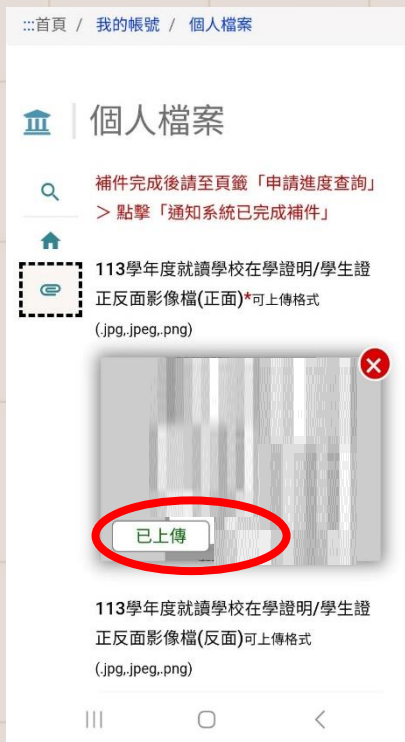 :::首頁 / 我的帳號 / 個人檔案
個人檔案
補件完成後請至頁籤「申請進度查詢」
＞ 點擊「通知系統已完成補件」
113學年度就讀學校在學證明/學生證
正反面影像檔(正面)*可上傳格式
(.jpg,.jpeg,.png)
已上傳
113學年度就讀學校在學證明/學生證
正反面影像檔(反面)可上傳格式
(.jpg,.jpeg,.png)